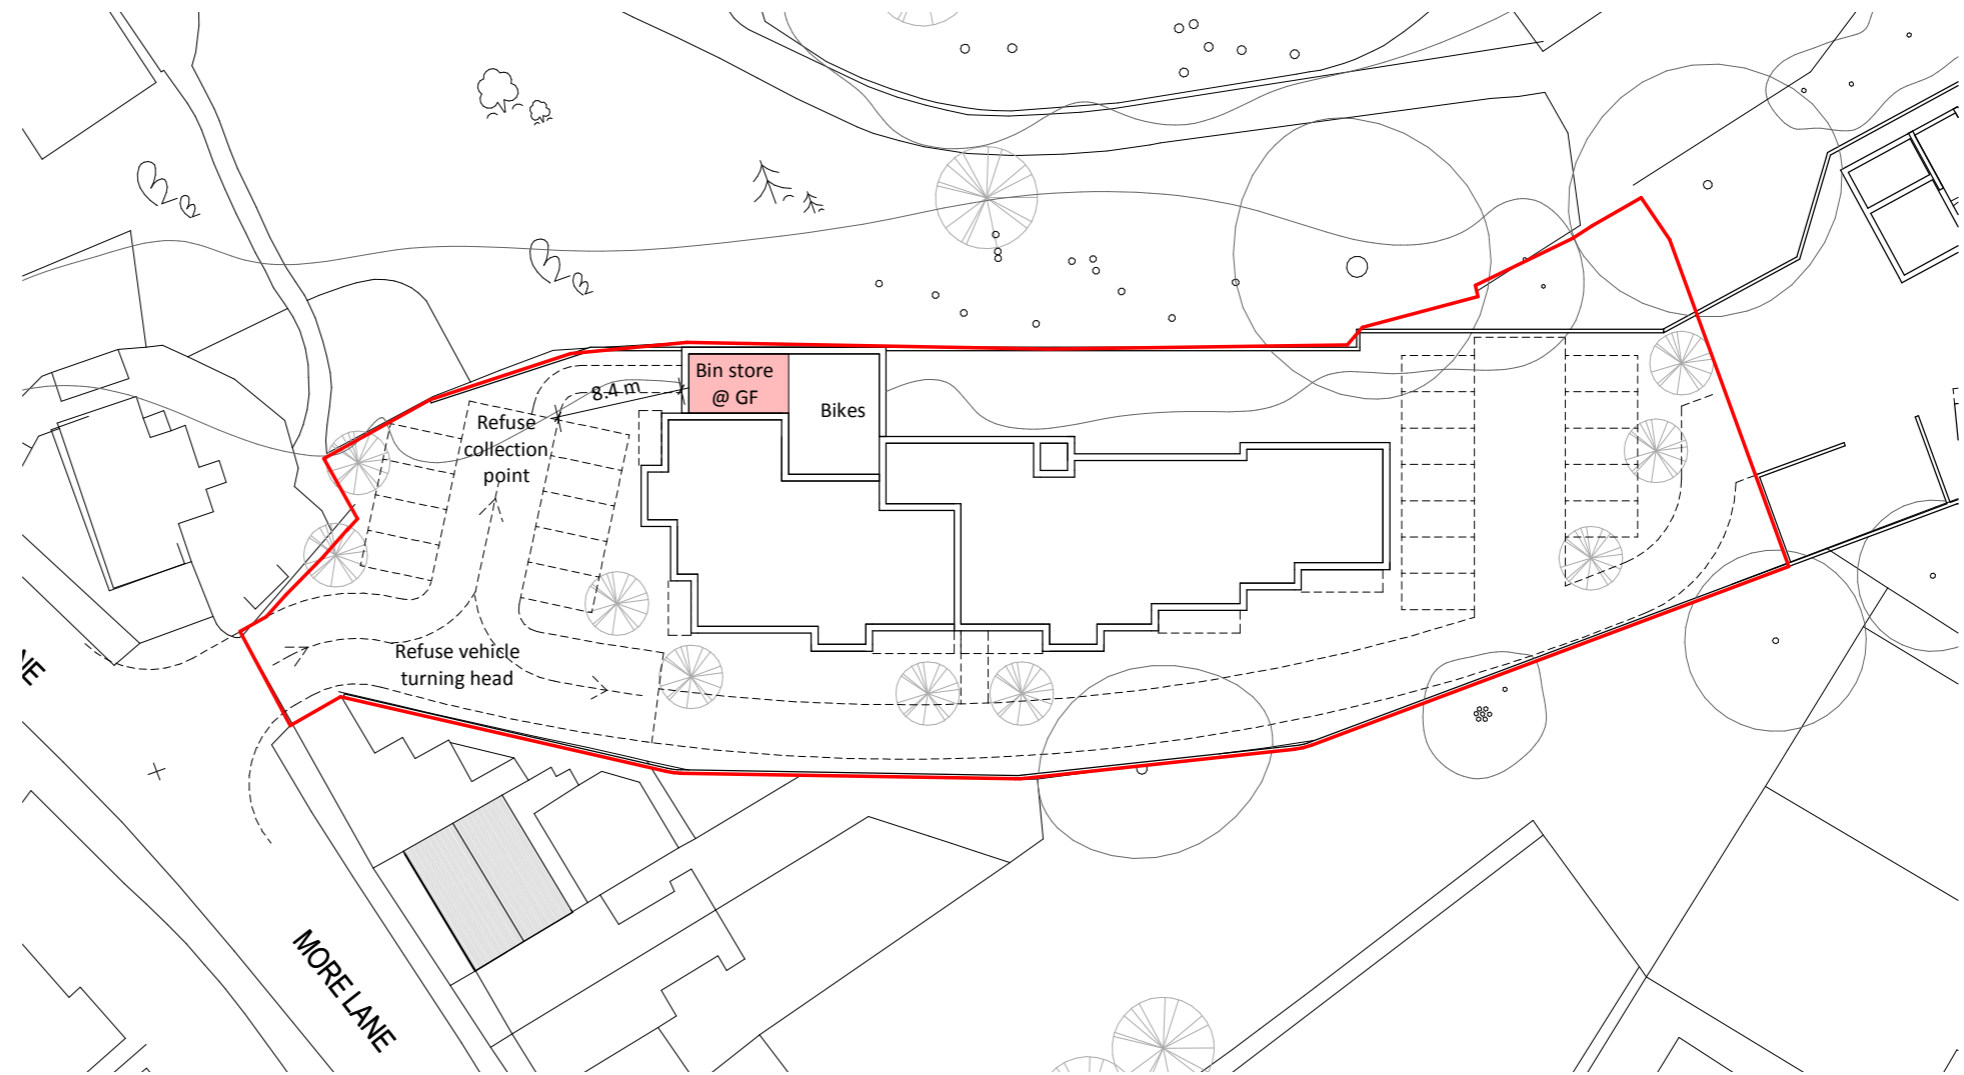 Bin store
@ GF
8.4 m
Bikes
Refuse
collection
point
Refuse vehicle
turning head
MORE LANE